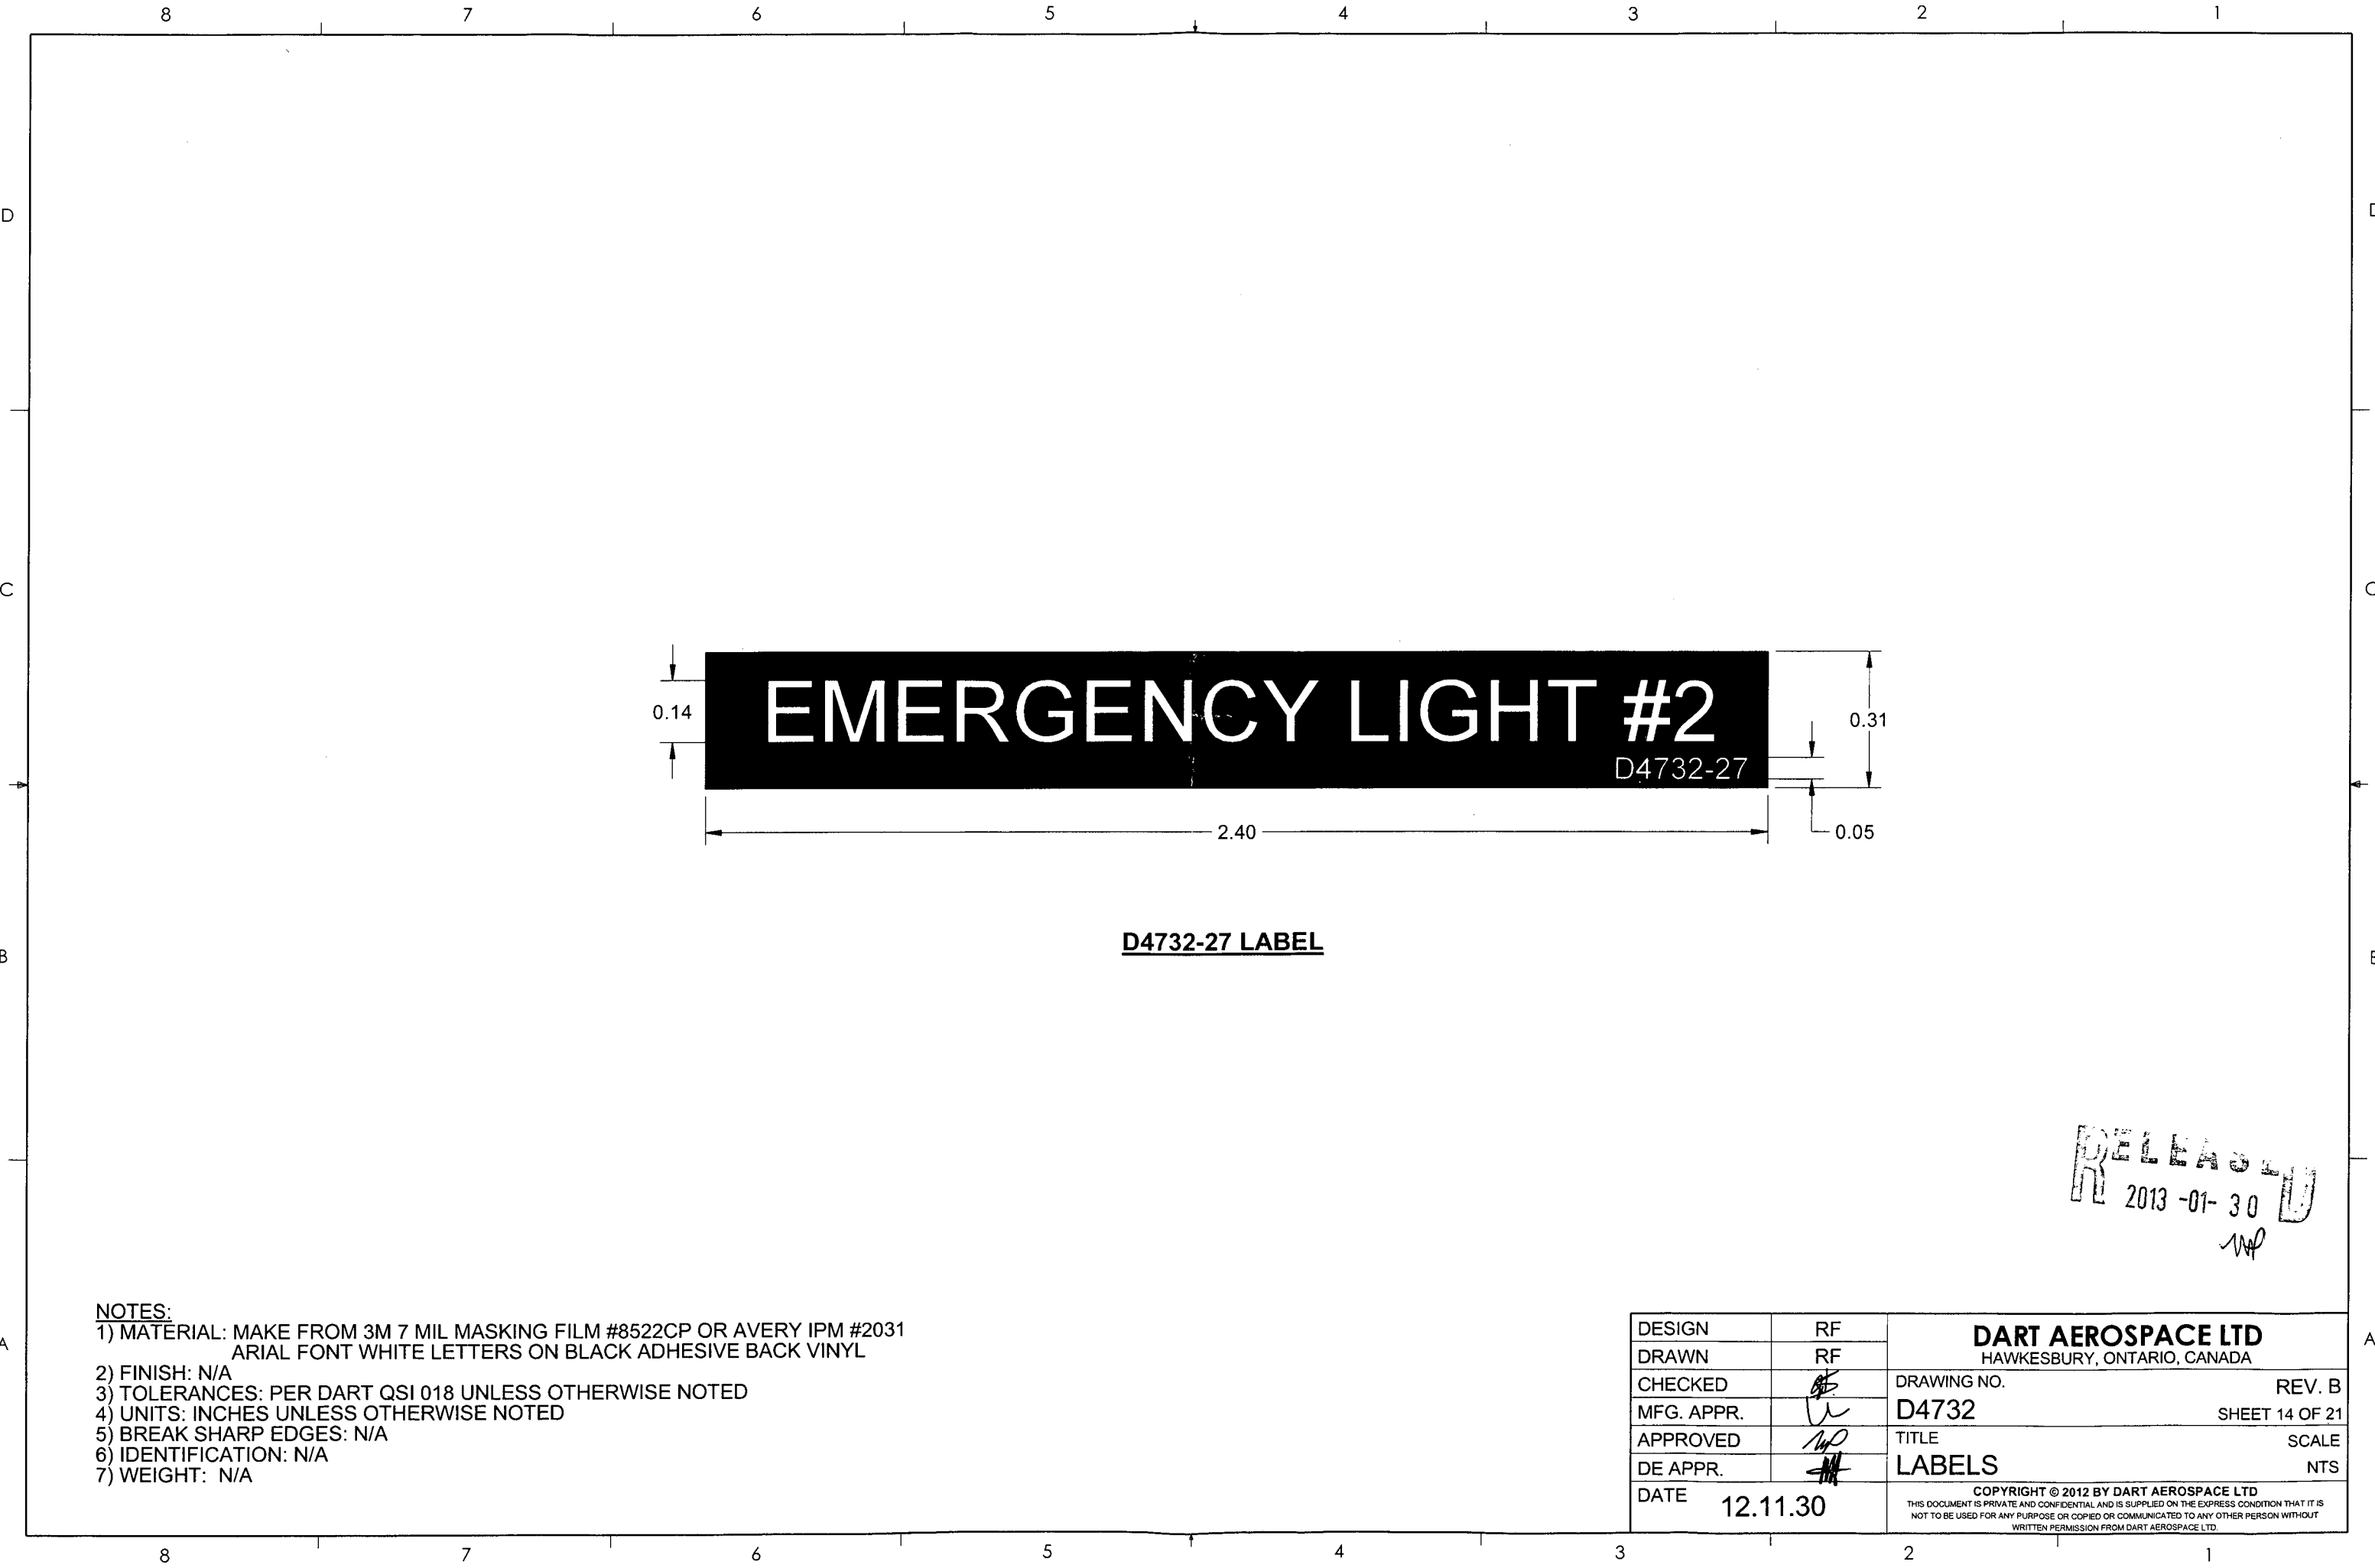 8 7 6 5 4 3 2 1
D
C
C
B
A A
EMERGENCY LIGHT #2
D4732-27
0.14
0.31
2.40
0.05
D4732-27 LABEL
RELEASED
2013 -01- 30
NOTES:
1) MATERIAL: MAKE FROM 3M 7 MIL MASKING FILM #8522CP OR AVERY IPM #2031
ARIAL FONT WHITE LETTERS ON BLACK ADHESIVE BACK VINYL
2) FINISH: N/A
3) TOLERANCES: PER DART QSI 018 UNLESS OTHERWISE NOTED
4) UNITS: INCHES UNLESS OTHERWISE NOTED
5) BREAK SHARP EDGES: N/A
6) IDENTIFICATION: N/A
7) WEIGHT: N/A
DESIGN RF
DRAWN RF
CHECKED
MFG. APPR.
APPROVED
DE APPR.
DATE 12.11.30
DART AEROSPACE LTD
HAWKESBURY, ONTARIO, CANADA
DRAWING NO. REV. B
D4732 SHEET 14 OF 21
TITLE SCALE
LABELS NTS
COPYRIGHT © 2012 BY DART AEROSPACE LTD
THIS DOCUMENT IS PRIVATE AND CONFIDENTIAL AND IS SUPPLIED ON THE EXPRESS CONDITION THAT IT IS
NOT TO BE USED FOR ANY PURPOSE OR COPIED OR COMMUNICATED TO ANY OTHER PERSON WITHOUT
WRITTEN PERMISSION FROM DART AEROSPACE LTD.
8 7 6 5 4 3 2 1